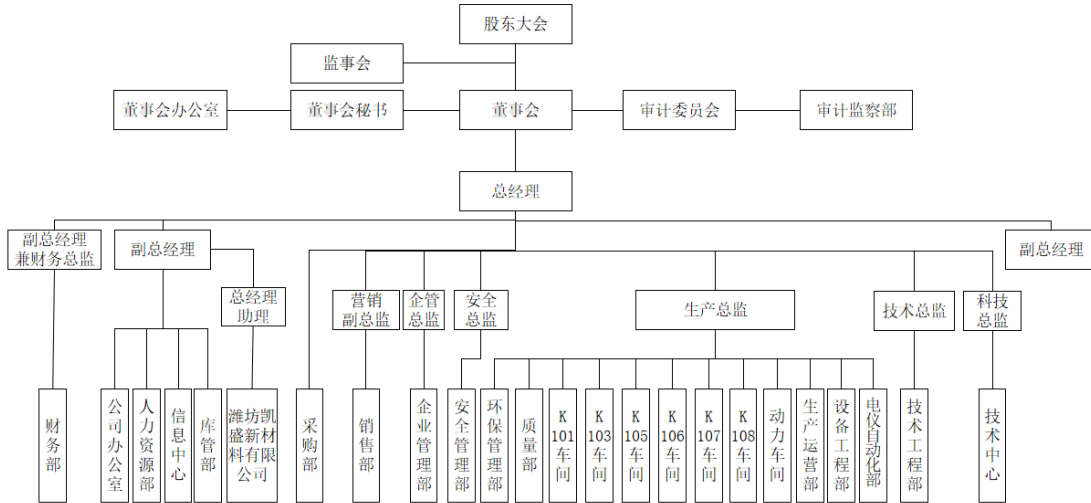 股东大会
监事会
董事会办公室
董事会秘书
董事会
审计委员会
审计监察部
总经理
副总经理
兼财务总监
副总经理
副总经理
总经理
助理
营销
副总监
企管
总监
安全
总监
生产总监
技术总监
科技
总监
财务部
公司办公室
人力资源部
信息中心
库管部
潍坊凯
盛新材
料有限
公司
采购部
销售部
企业管理部
安全管理部
环保管理部
质量部
K101车间
K103车间
K105车间
K106车间
K107车间
K108车间
动力车间
生产运营部
设备工程部
电仪自动化部
技术工程部
技术中心